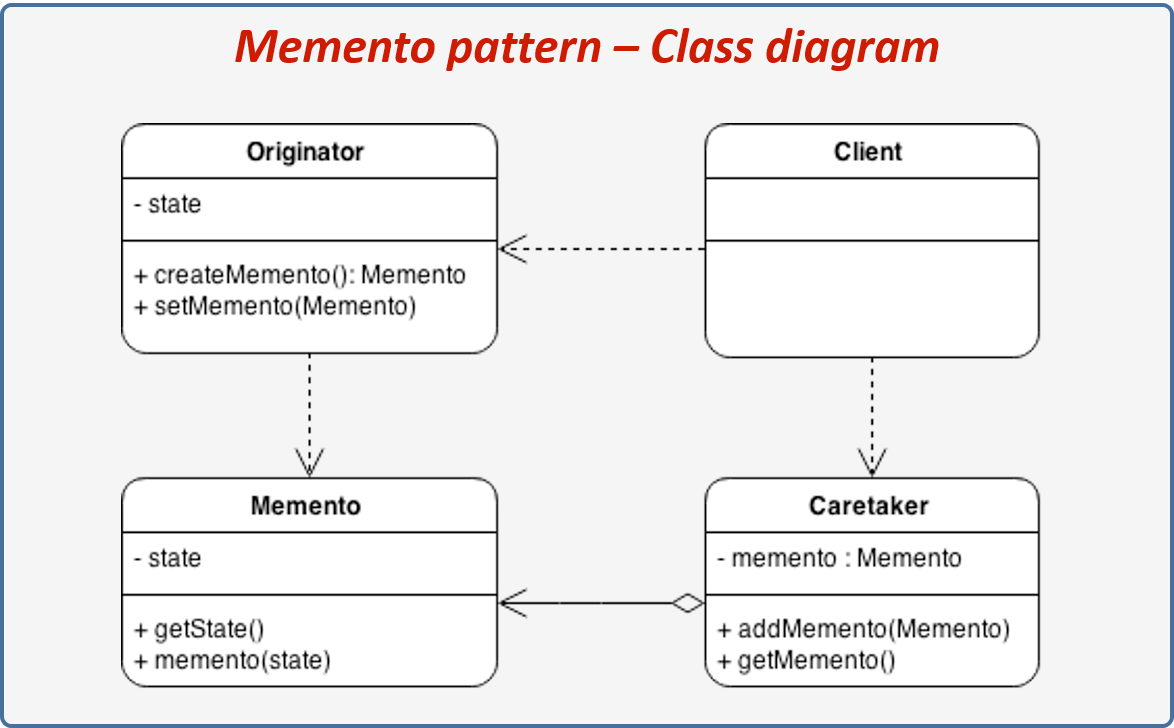 Memento pattern – Class diagram
Originator
- state
+ createMemento(): Memento
+ setMemento(Memento)
Client
Memento
- state
+ getState()
+ memento(state)
Caretaker
- memento : Memento
+ addMemento(Memento)
+ getMemento()